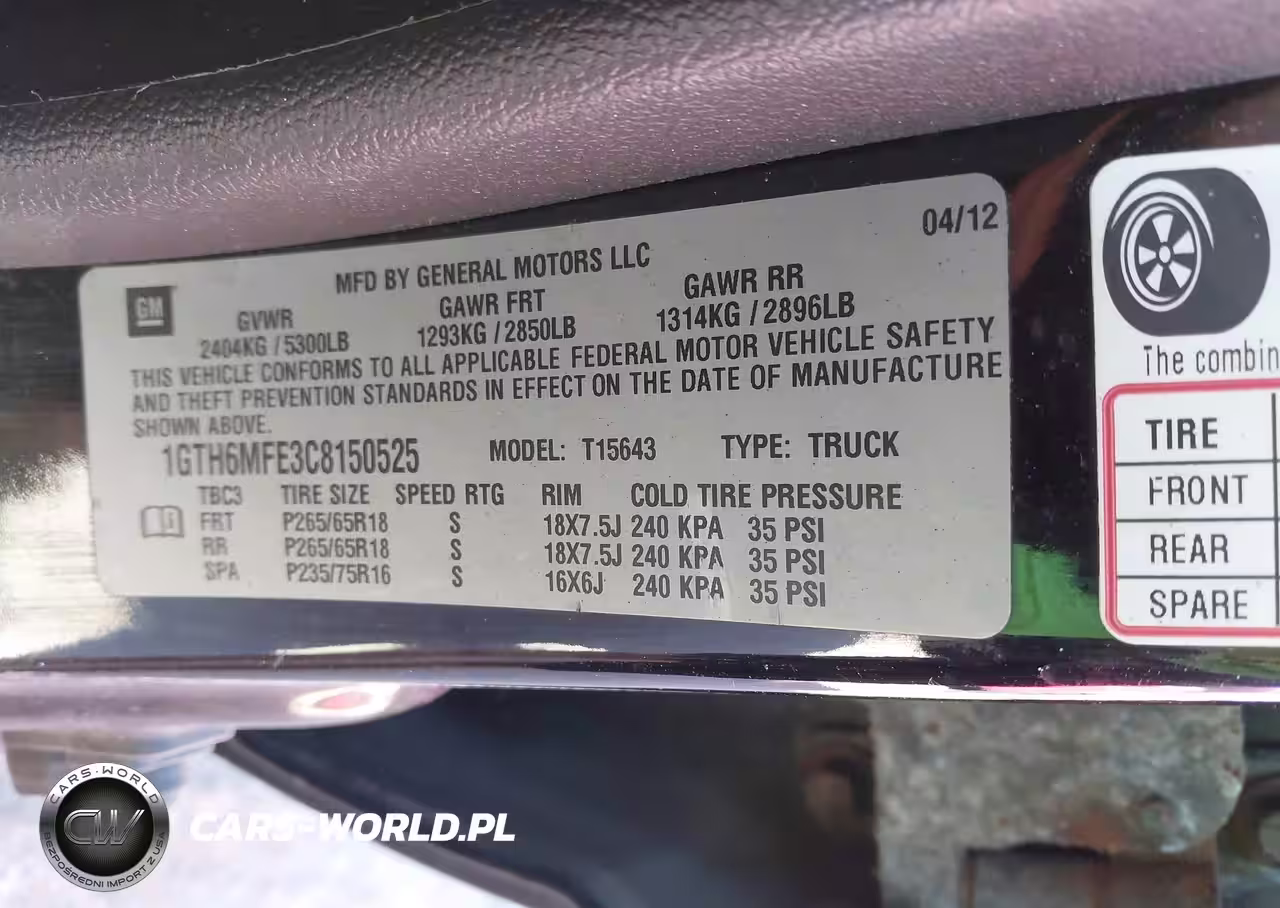 04/12
MFD BY GENERAL MOTORS LLC
GM
GVWR GAWR FRT GAWR RR
2404KG / 5300LB 1293KG / 2850LB 1314KG / 2896LB
THIS VEHICLE CONFORMS TO ALL APPLICABLE FEDERAL MOTOR VEHICLE SAFETY
AND THEFT PREVENTION STANDARDS IN EFFECT ON THE DATE OF MANUFACTURE
SHOWN ABOVE.
1GTH6MFE3C8150525 MODEL: T15643 TYPE: TRUCK
TBC3 TIRE SIZE SPEED RTG RIM COLD TIRE PRESSURE
FRT P265/65R18 S 18X7.5J 240 KPA 35 PSI
RR P265/65R18 S 18X7.5J 240 KPA 35 PSI
SPA P235/75R16 S 16X6J 240 KPA 35 PSI
The combin
TIRE
FRONT
REAR
SPARE
CARS-WORLD
CW
BEZPOŚREDNI IMPORT Z USA
CARS-WORLD.PL